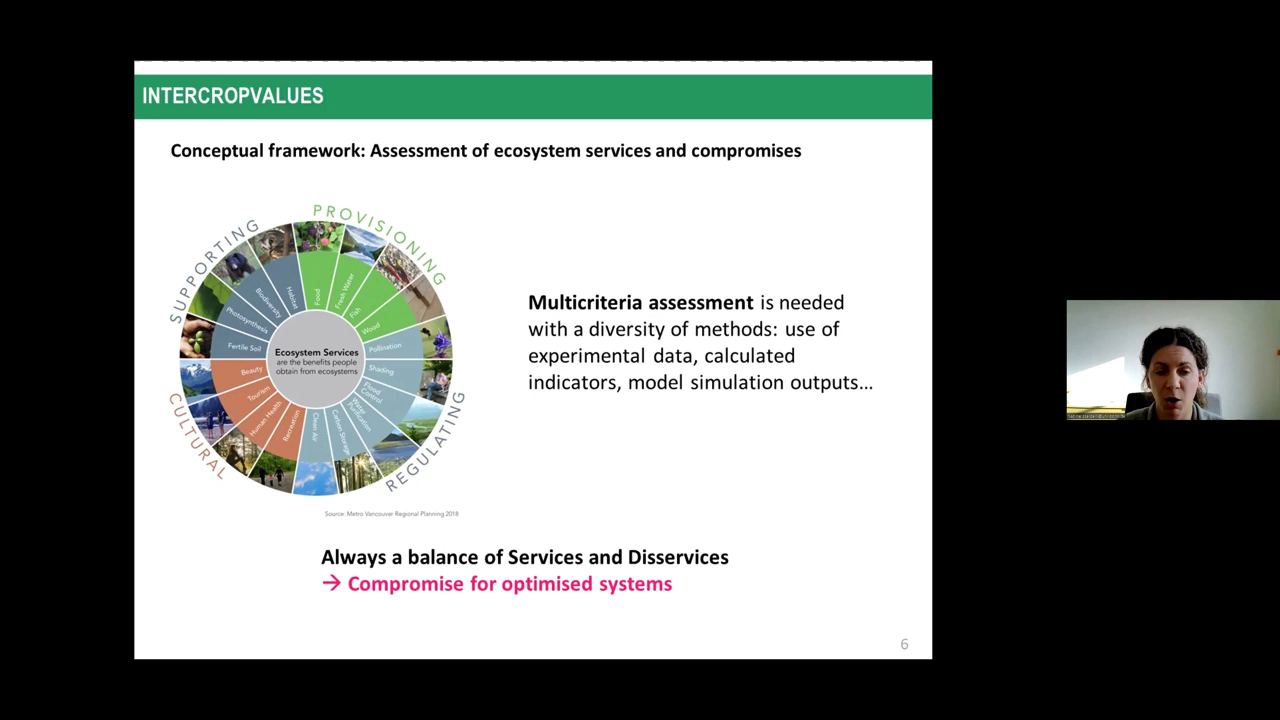 INTERCROPVALUES
Conceptual framework: Assessment of ecosystem services and compromises
SUPPORTING
PROVISIONING
REGULATING
CULTURAL
Habitat
Biodiversity
Photosynthesis
Fertile Soil
Food
Fresh Water
Fish
Wood
Pollination
Shading
Flood
Control
Water
Purification
Carbon Storage
Clean Air
Recreation
Human Health
Tourism
Beauty
Ecosystem Services
are the benefits people
obtain from ecosystems
Source: Metro Vancouver Regional Planning 2018
Multicriteria assessment is needed
with a diversity of methods: use of
experimental data, calculated
indicators, model simulation outputs…
Always a balance of Services and Disservices
→ Compromise for optimised systems
6